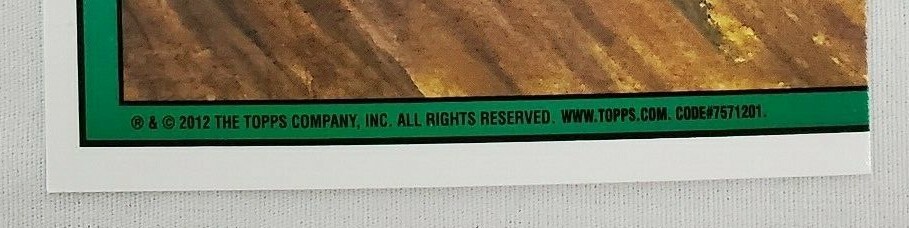 ® & © 2012 THE TOPPS COMPANY, INC. ALL RIGHTS RESERVED. WWW.TOPPS.COM. CODE#7571201.